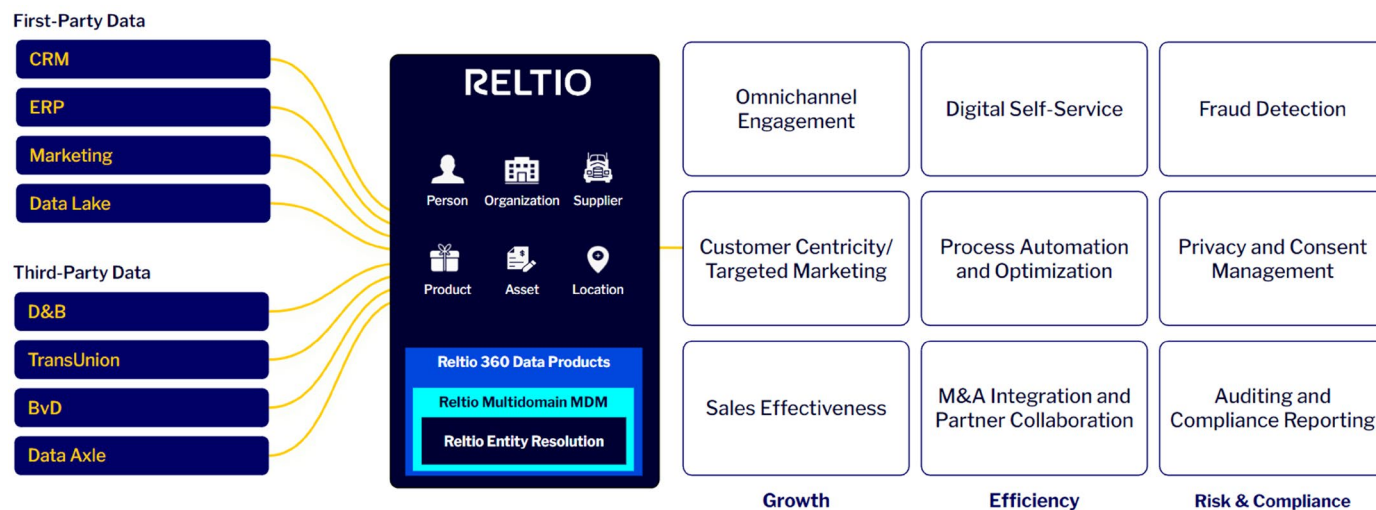 First-Party Data
CRM
ERP
Marketing
Data Lake
Third-Party Data
D&B
TransUnion
BvD
Data Axle
RELTIO
Person
Organization
Supplier
Product
Asset
Location
Reltio 360 Data Products
Reltio Multidomain MDM
Reltio Entity Resolution
Omnichannel
Engagement
Digital Self-Service
Fraud Detection
Customer Centricity/
Targeted Marketing
Process Automation
and Optimization
Privacy and Consent
Management
Sales Effectiveness
M&A Integration and
Partner Collaboration
Auditing and
Compliance Reporting
Growth
Efficiency
Risk & Compliance